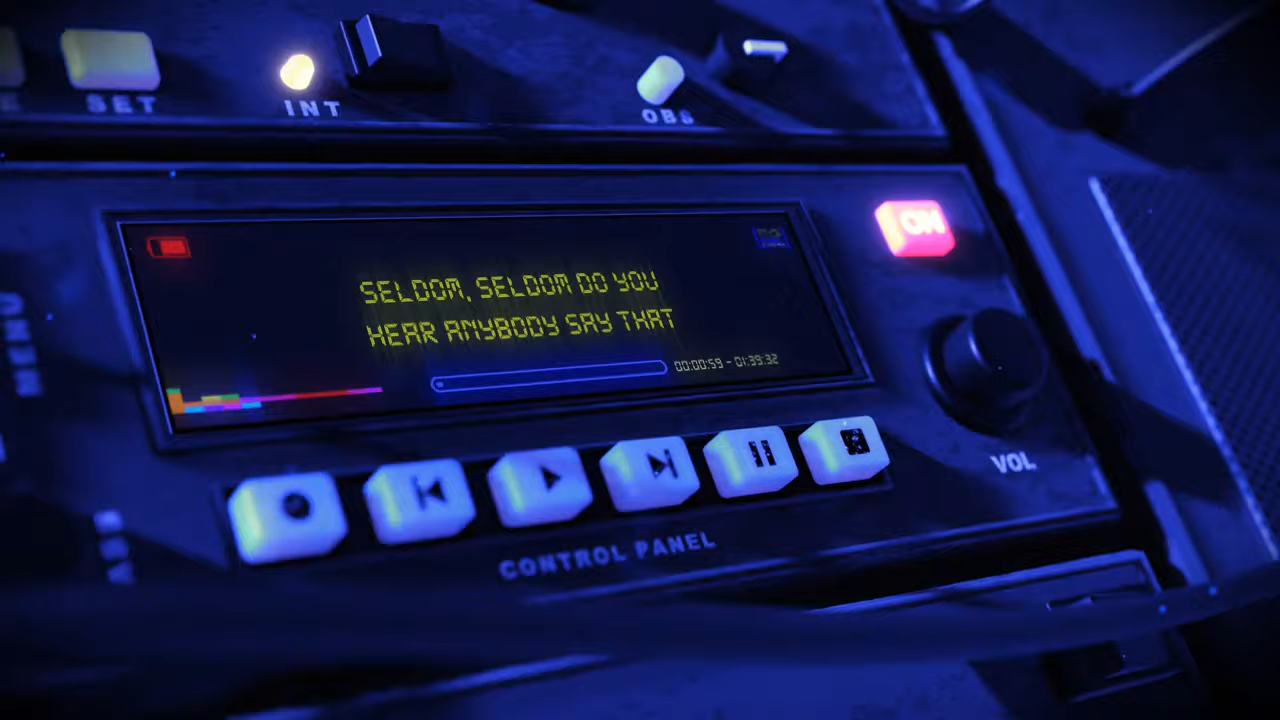 SET
INT
OBS
ON
SELDOM, SELDOM DO YOU
HEAR ANYBODY SAY THAT
00:00:59 - 01:39:32
MENU
VOL
CONTROL PANEL